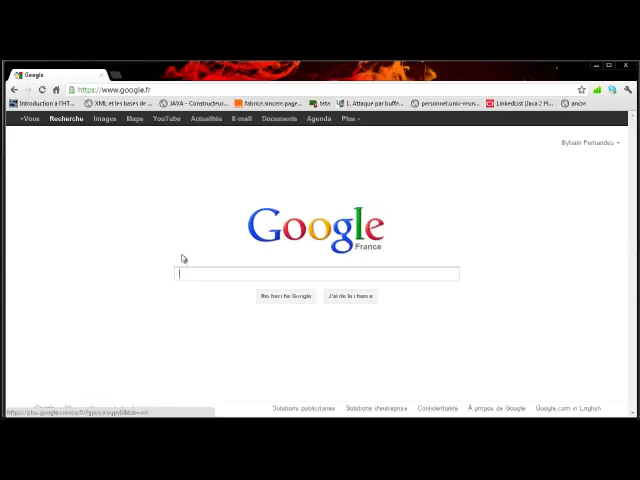 Google
https://www.google.fr
Introduction à l'HT... XML et les bases de ... JAVA - Constructeur... fabrice.sincere.page... teta 1. Attaque par buffe... personnel.univ-reun... LinkedList (Java 2 Pl... ancre
+Vous Recherche Images Maps YouTube Actualités E-mail Documents Agenda Plus
Sylvain Fernandes
Google
France
Recherche Google J'ai de la chance
Solutions publicitaires Solutions d'entreprise Confidentialité À propos de Google Google.com in English